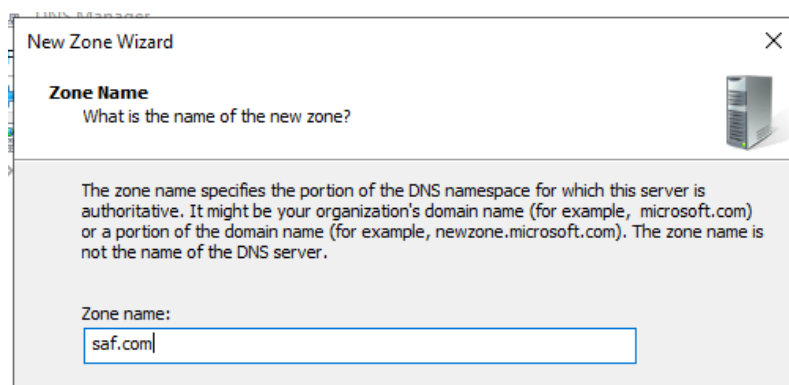 DNS Manager
New Zone Wizard
Zone Name
What is the name of the new zone?
The zone name specifies the portion of the DNS namespace for which this server is
authoritative. It might be your organization's domain name (for example, microsoft.com)
or a portion of the domain name (for example, newzone.microsoft.com). The zone name is
not the name of the DNS server.
Zone name:
saf.com